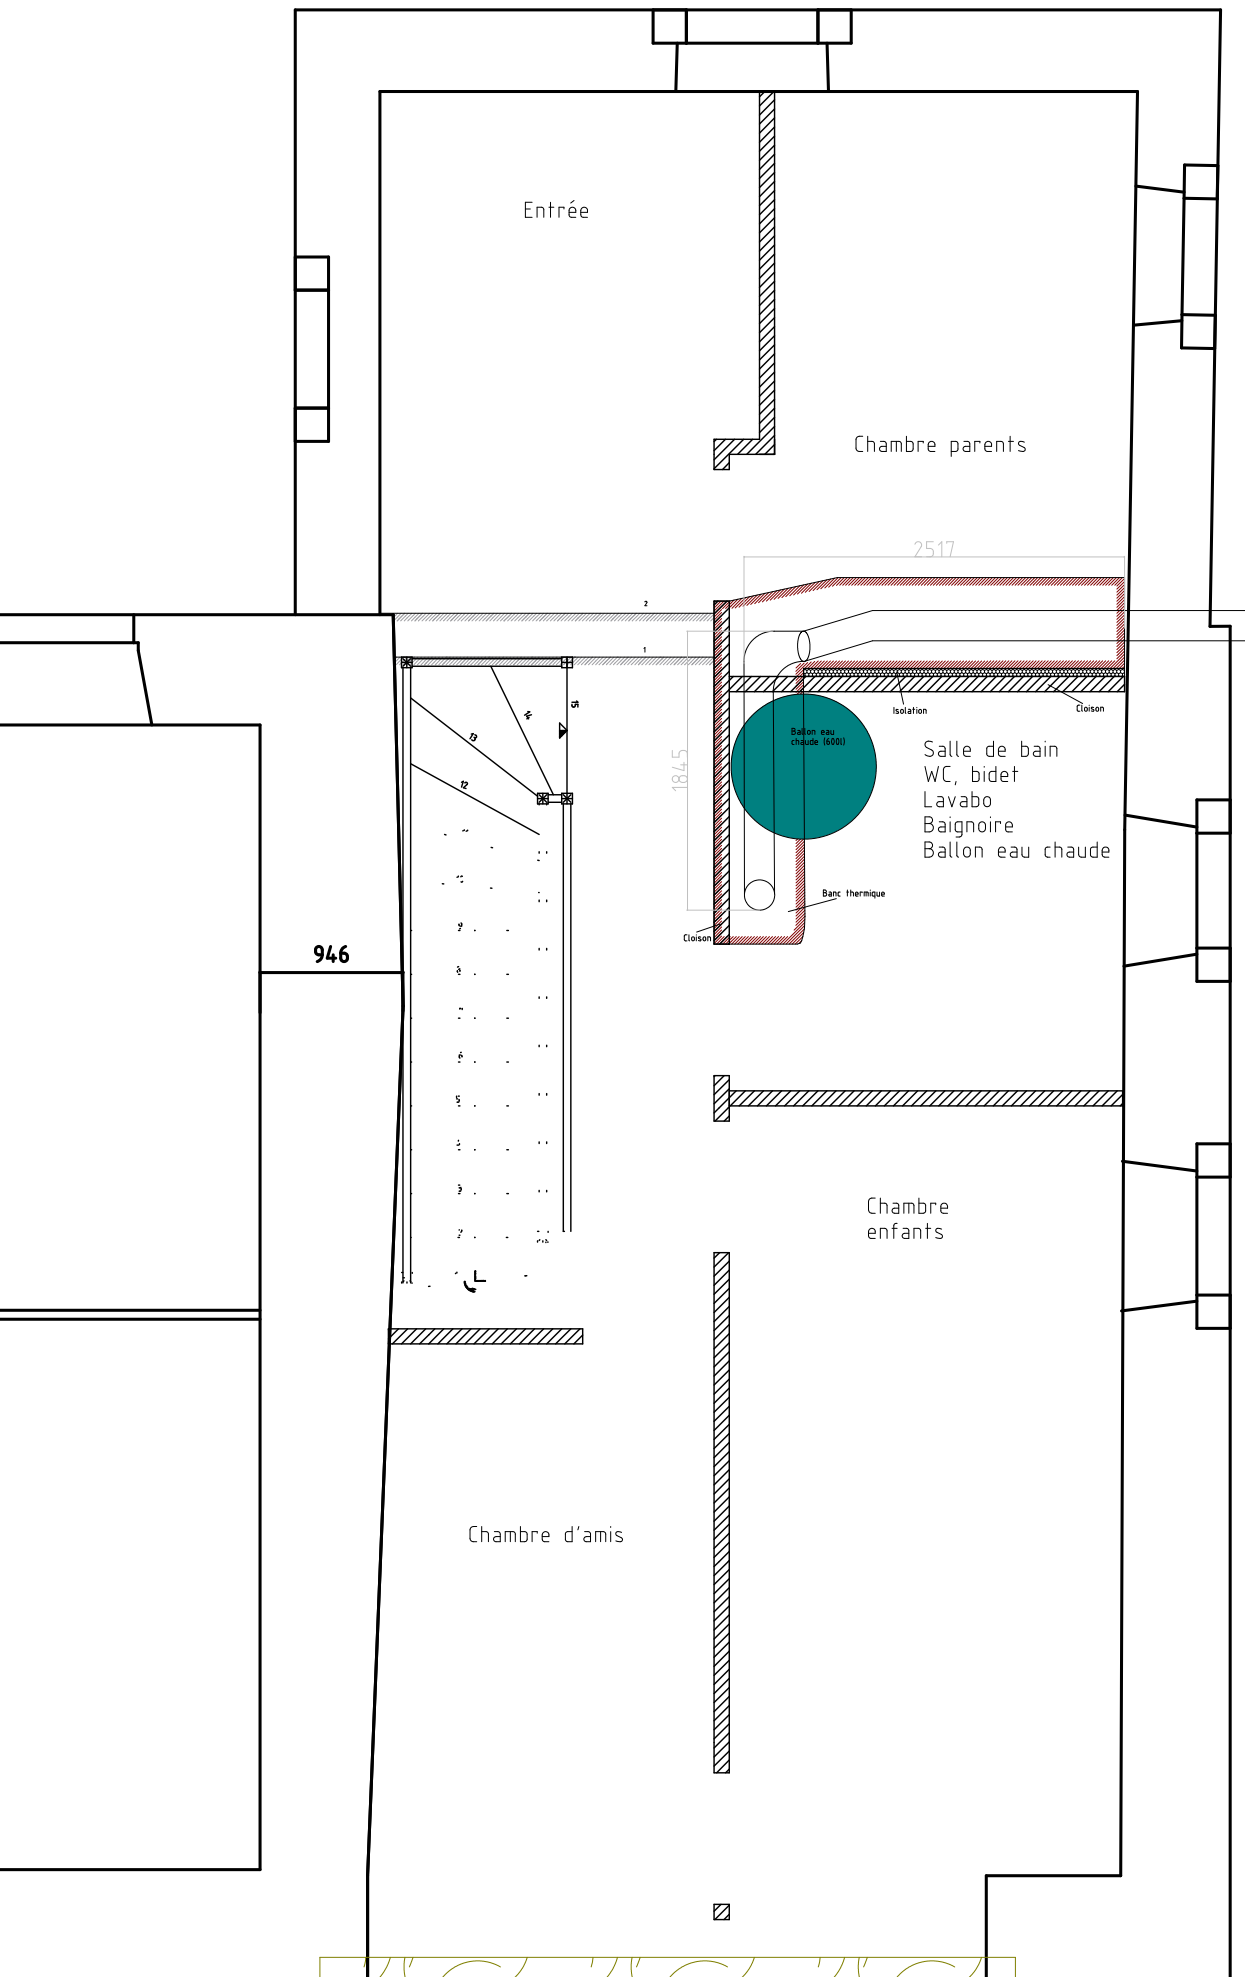 Entrée
Chambre parents
2517
2
1
15
14
13
12
Isolation
Cloison
Ballon eau
chaude (600l)
1845
Salle de bain
WC, bidet
Lavabo
Baignoire
Ballon eau chaude
Banc thermique
Cloison
946
Chambre
enfants
Chambre d'amis